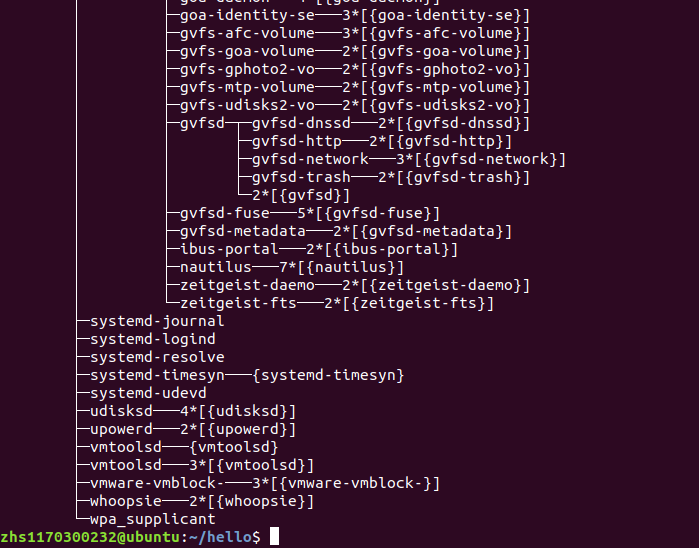 ├─goa-daemon───4*[{goa-daemon}]
├─goa-identity-se───3*[{goa-identity-se}]
├─gvfs-afc-volume───3*[{gvfs-afc-volume}]
├─gvfs-goa-volume───2*[{gvfs-goa-volume}]
├─gvfs-gphoto2-vo───2*[{gvfs-gphoto2-vo}]
├─gvfs-mtp-volume───2*[{gvfs-mtp-volume}]
├─gvfs-udisks2-vo───2*[{gvfs-udisks2-vo}]
├─gvfsd─┬─gvfsd-dnssd───2*[{gvfsd-dnssd}]
├─gvfsd-http───2*[{gvfsd-http}]
├─gvfsd-network───3*[{gvfsd-network}]
├─gvfsd-trash───2*[{gvfsd-trash}]
└─2*[{gvfsd}]
├─gvfsd-fuse───5*[{gvfsd-fuse}]
├─gvfsd-metadata───2*[{gvfsd-metadata}]
├─ibus-portal───2*[{ibus-portal}]
├─nautilus───7*[{nautilus}]
├─zeitgeist-daemo───2*[{zeitgeist-daemo}]
└─zeitgeist-fts───2*[{zeitgeist-fts}]
├─systemd-journal
├─systemd-logind
├─systemd-resolve
├─systemd-timesyn───{systemd-timesyn}
├─systemd-udevd
├─udisksd───4*[{udisksd}]
├─upowerd───2*[{upowerd}]
├─vmtoolsd───{vmtoolsd}
├─vmtoolsd───3*[{vmtoolsd}]
├─vmware-vmblock-───3*[{vmware-vmblock-}]
├─whoopsie───2*[{whoopsie}]
└─wpa_supplicant
zhs1170300232@ubuntu:~/hello$